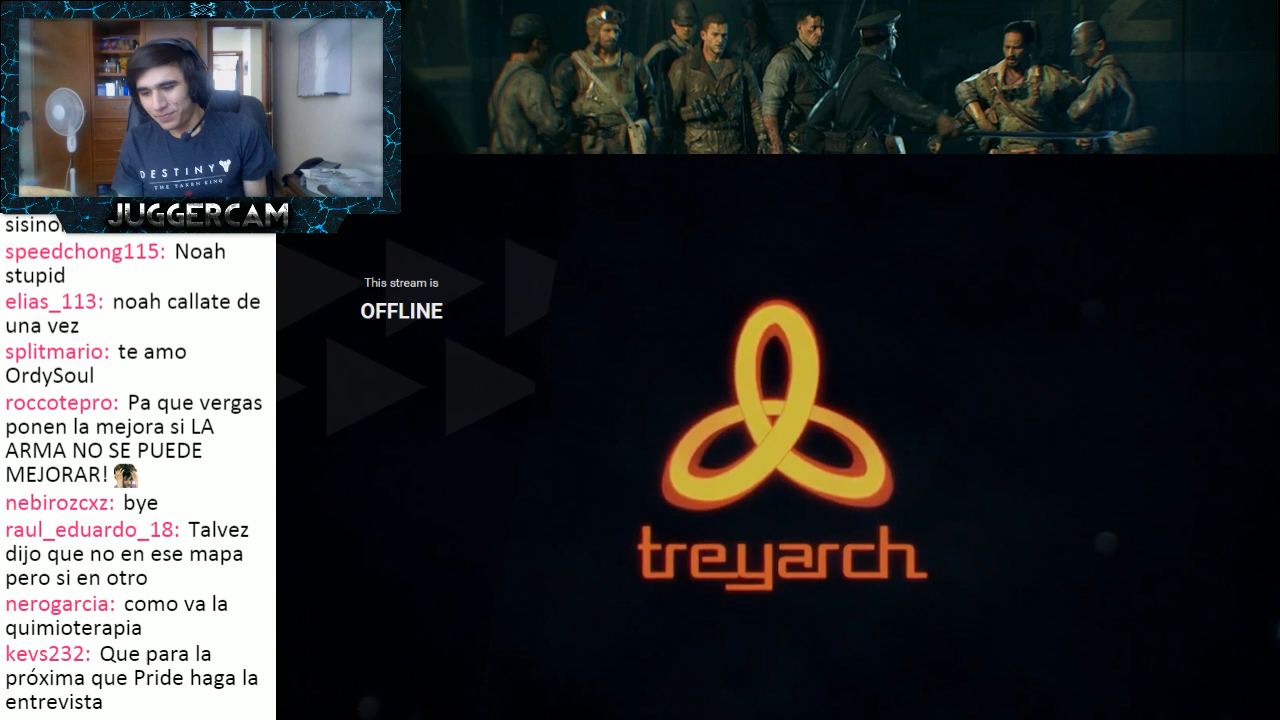 DESTINY
THE TAKEN KING
JUGGERCAM
speedchong115: Noah
stupid
elias_113: noah callate de
una vez
splitmario: te amo
OrdySoul
roccotepro: Pa que vergas
ponen la mejora si LA
ARMA NO SE PUEDE
MEJORAR!
nebirozcxz: bye
raul_eduardo_18: Talvez
dijo que no en ese mapa
pero si en otro
nerogarcia: como va la
quimioterapia
kevs232: Que para la
próxima que Pride haga la
entrevista
This stream is
OFFLINE
treyarch